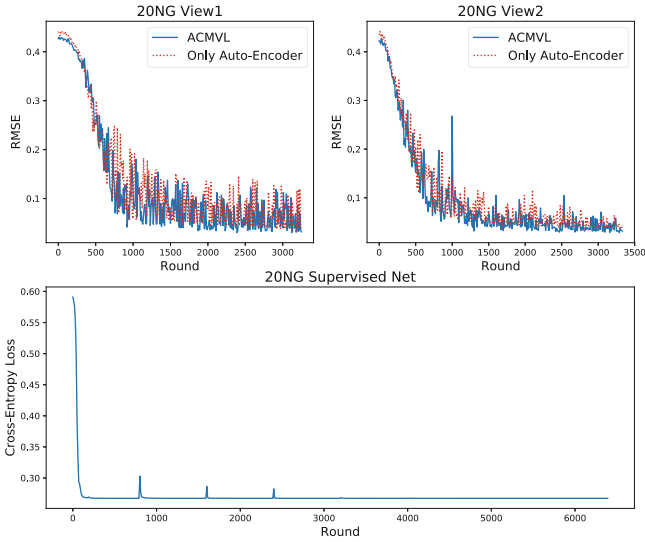 20NG View1
RMSE
0,4
0.3
0.2
0.1
ACMVL
Only Auto-Encoder
0
500
1000
1500
2000
2500
3000
Round
20NG View2
RMSE
0,4
0.3
0.2
0.1
ACMVL
Only Auto-Encoder
0
500
1000
1500
2000
2500
3000
3500
Round
20NG Supervised Net
Cross-Entropy Loss
0.60
0.55
0.50
0.45
0.40
0.35
0.30
0
1000
2000
3000
4000
5000
6000
Round